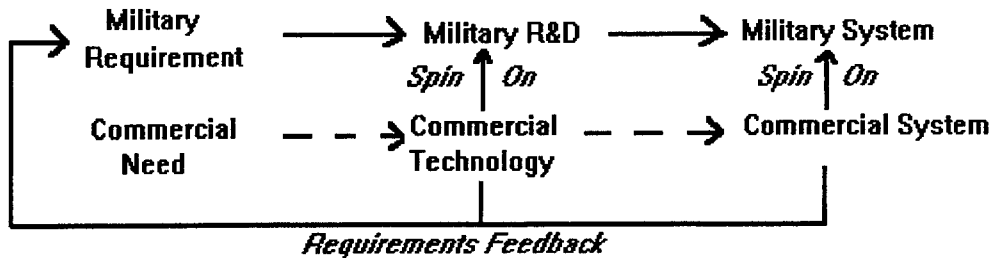 Military
Requirement
Military R&D
Military System
Spin On
Spin On
Commercial
Need
Commercial
Technology
Commercial System
Requirements Feedback